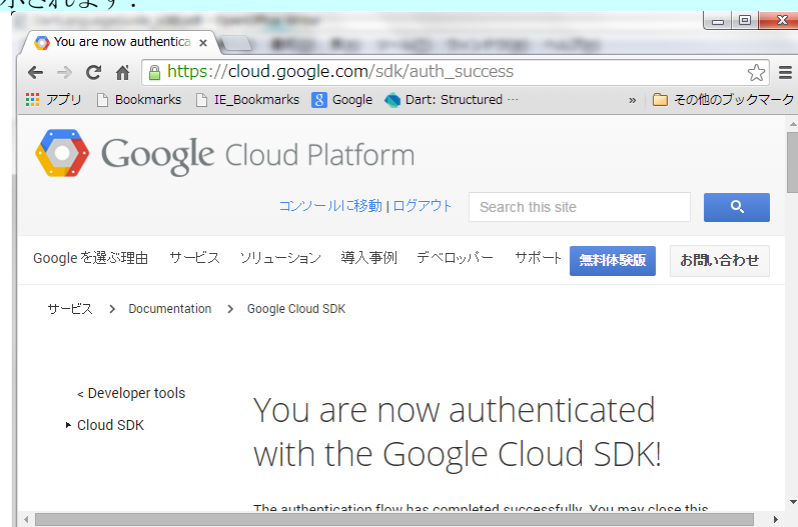 示されます.
You are now authentica
https://cloud.google.com/sdk/auth_success
アプリ Bookmarks IE_Bookmarks Google Dart: Structured ... » その他のブックマーク
Google Cloud Platform
コンソールに移動 | ログアウト Search this site
Google を選ぶ理由 サービス ソリューション 導入事例 デベロッパー サポート 無料体験版 お問い合わせ
サービス > Documentation > Google Cloud SDK
< Developer tools
Cloud SDK
You are now authenticated
with the Google Cloud SDK!
The authentication flow has completed successfully. You may close this